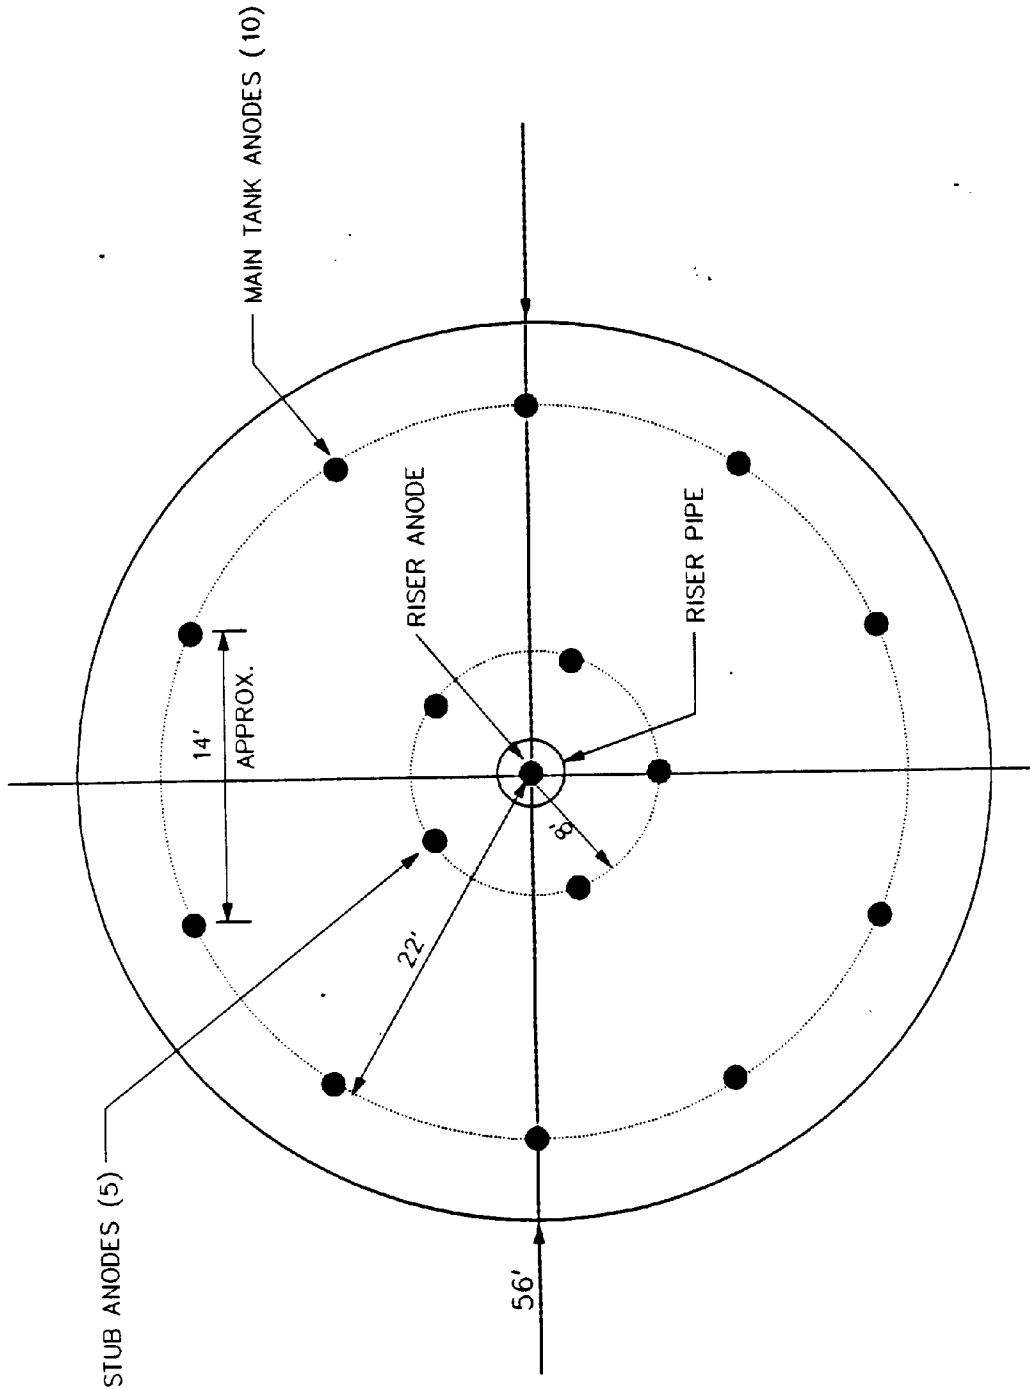 STUB ANODES (5)
MAIN TANK ANODES (10)
14'
APPROX.
RISER ANODE
22'
8'
RISER PIPE
56'